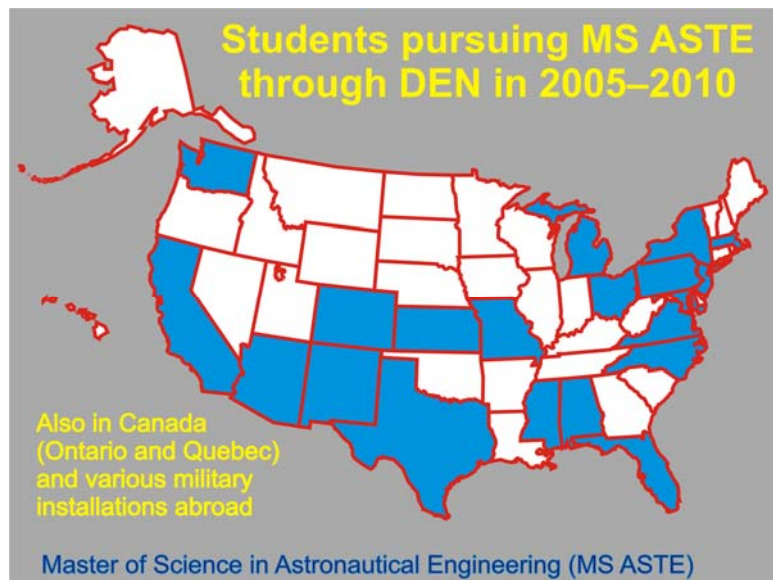 Students pursuing MS ASTE
through DEN in 2005–2010
Also in Canada
(Ontario and Quebec)
and various military
installations abroad
Master of Science in Astronautical Engineering (MS ASTE)